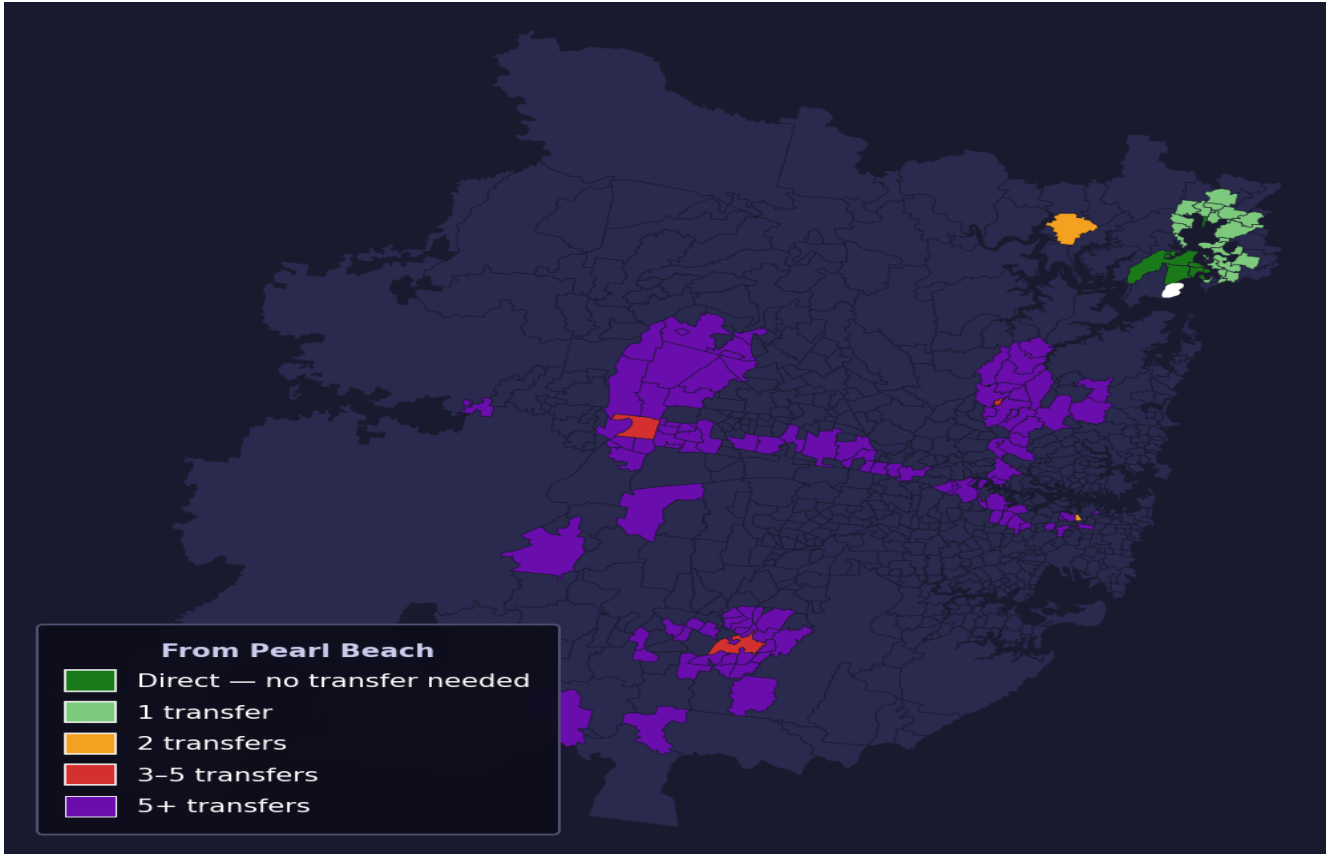 From Pearl Beach
Direct — no transfer needed
1 transfer
2 transfers
3–5 transfers
5+ transfers